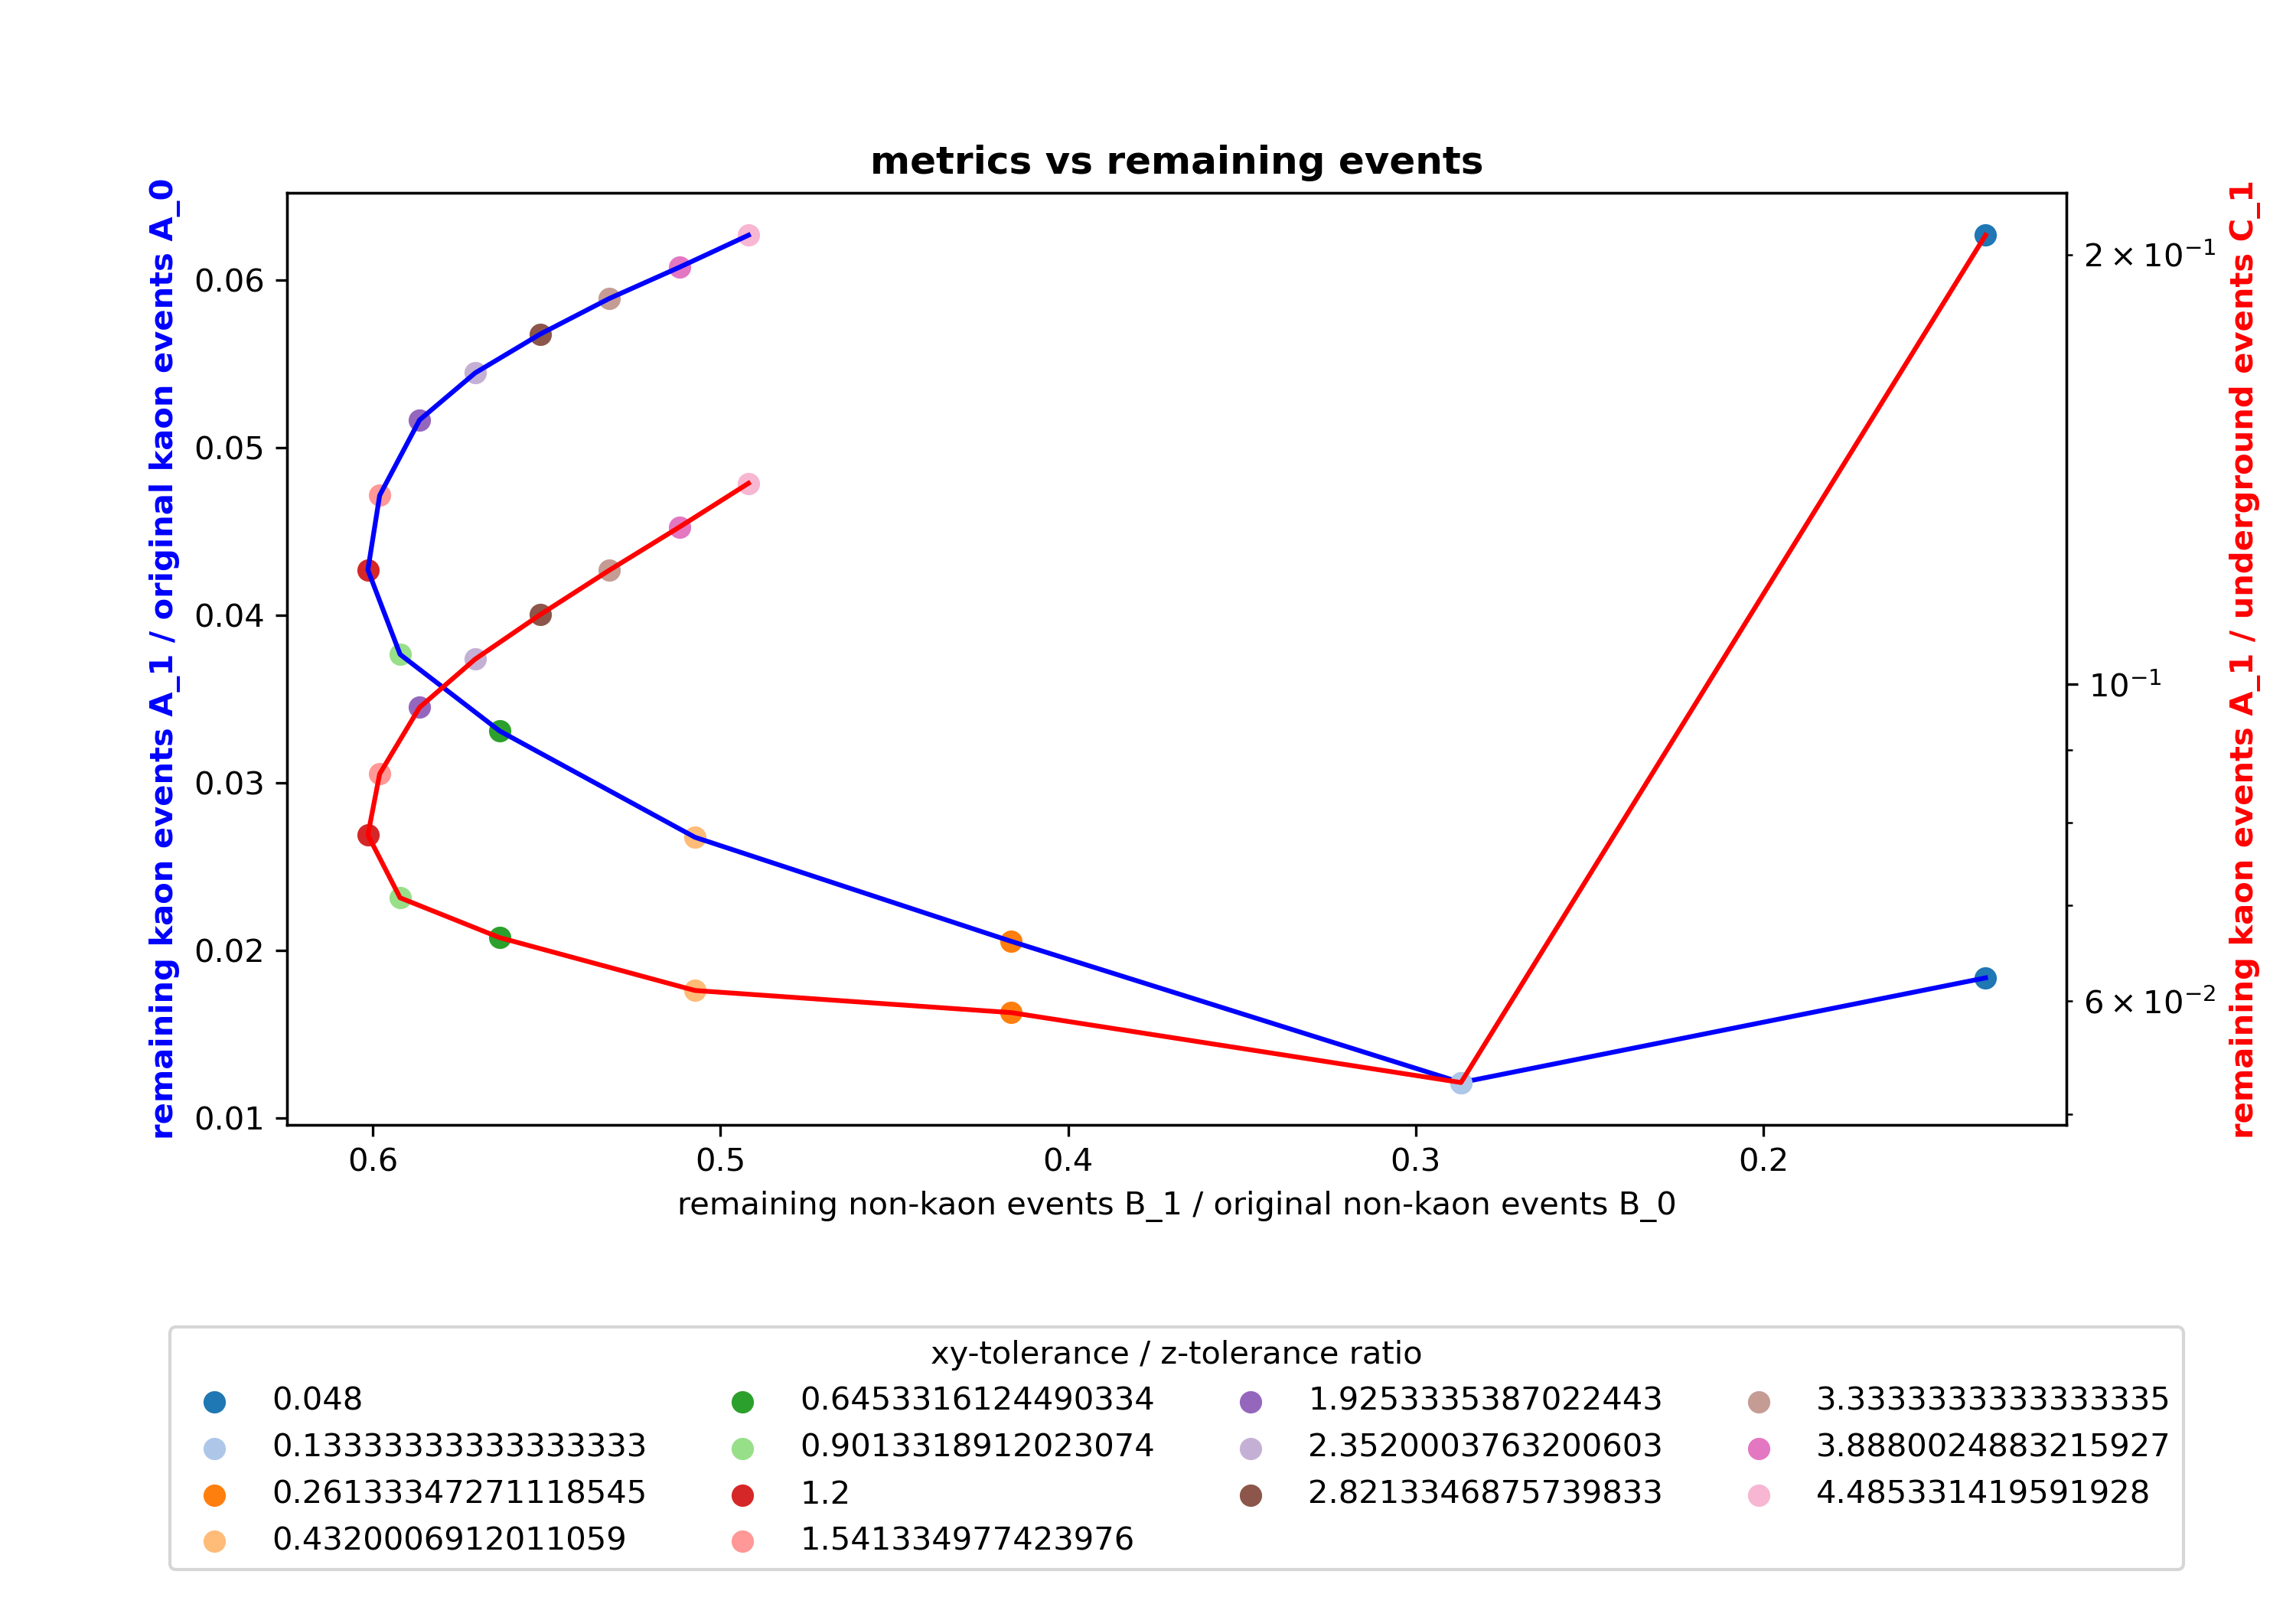 metrics vs remaining events
remaining kaon events A_1 / original kaon events A_0
0.06
0.05
0.04
0.03
0.02
0.01
2 × 10⁻¹
10⁻¹
6 × 10⁻²
remaining kaon events A_1 / underground events C_1
0.6 0.5 0.4 0.3 0.2
remaining non-kaon events B_1 / original non-kaon events B_0
xy-tolerance / z-tolerance ratio
0.048
0.13333333333333333
0.26133347271118545
0.4320006912011059
0.6453316124490334
0.9013318912023074
1.2
1.541334977423976
1.9253335387022443
2.3520003763200603
2.8213346875739833
3.3333333333333335
3.8880024883215927
4.485331419591928